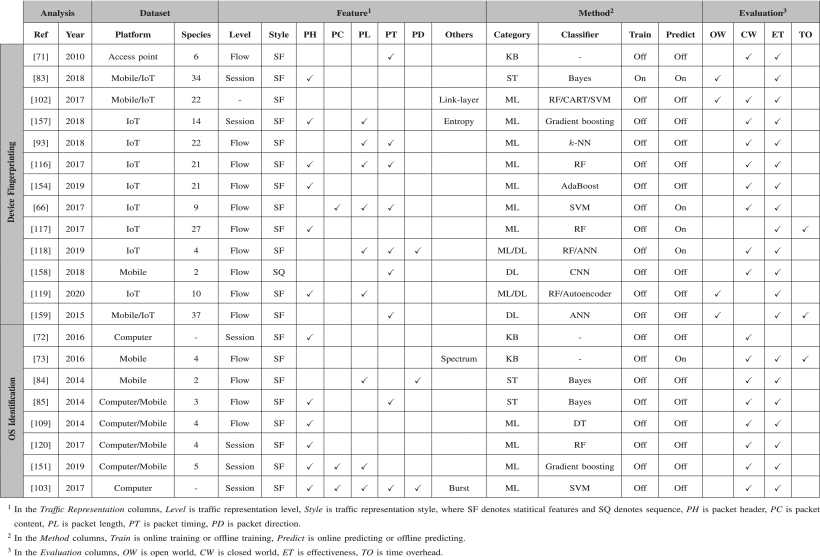 Analysis Dataset Feature1 Method2 Evaluation3
Ref Year Platform Species Level Style PH PC PL PT PD Others Category Classifier Train Predict OW CW ET TO
Device Fingerprinting
[71] 2010 Access point 6 Flow SF ✓ KB - Off Off ✓ ✓
[83] 2018 Mobile/IoT 34 Session SF ✓ ST Bayes On On ✓ ✓
[102] 2017 Mobile/IoT 22 - SF Link-layer ML RF/CART/SVM Off Off ✓ ✓ ✓
[157] 2018 IoT 14 Session SF ✓ ✓ Entropy ML Gradient boosting Off Off ✓ ✓
[93] 2018 IoT 22 Flow SF ✓ ✓ ML k-NN Off Off ✓ ✓
[116] 2017 IoT 21 Flow SF ✓ ✓ ✓ ML RF Off Off ✓ ✓
[154] 2019 IoT 21 Flow SF ✓ ML AdaBoost Off Off ✓ ✓
[66] 2017 IoT 9 Flow SF ✓ ✓ ✓ ML SVM Off On ✓ ✓
[117] 2017 IoT 27 Flow SF ✓ ML RF Off On ✓ ✓
[118] 2019 IoT 4 Flow SF ✓ ✓ ✓ ML/DL RF/ANN Off On ✓ ✓
[158] 2018 Mobile 2 Flow SQ ✓ DL CNN Off Off ✓ ✓
[119] 2020 IoT 10 Flow SF ✓ ✓ ML/DL RF/Autoencoder Off Off ✓ ✓
[159] 2015 Mobile/IoT 37 Flow SF ✓ DL ANN Off Off ✓ ✓ ✓
OS Identification
[72] 2016 Computer - Session SF ✓ KB - Off Off ✓
[73] 2016 Mobile 4 Flow SF Spectrum KB - Off On ✓ ✓ ✓
[84] 2014 Mobile 2 Flow SF ✓ ✓ ST Bayes Off Off ✓ ✓
[85] 2014 Computer/Mobile 3 Flow SF ✓ ✓ ST Bayes Off Off ✓ ✓
[109] 2014 Computer/Mobile 4 Flow SF ✓ ML DT Off Off ✓ ✓
[120] 2017 Computer/Mobile 4 Session SF ✓ ML RF Off Off ✓ ✓
[151] 2019 Computer/Mobile 5 Session SF ✓ ✓ ✓ ML Gradient boosting Off Off ✓ ✓
[103] 2017 Computer - Session SF ✓ ✓ ✓ ✓ ✓ Burst ML SVM Off Off ✓ ✓
1 In the Traffic Representation columns, Level is traffic representation level, Style is traffic representation style, where SF denotes statitical features and SQ denotes sequence, PH is packet header, PC is packet
content, PL is packet length, PT is packet timing, PD is packet direction.
2 In the Method columns, Train is online training or offline training, Predict is online predicting or offline predicting.
3 In the Evaluation columns, OW is open world, CW is closed world, ET is effectiveness, TO is time overhead.